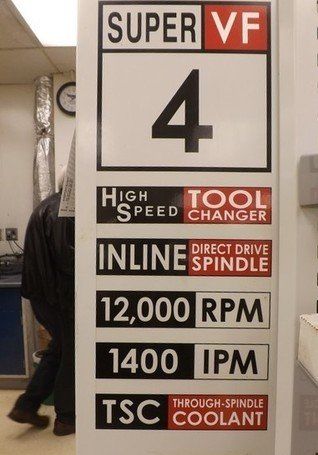 SUPER VF
4
HIGH SPEED TOOL CHANGER
INLINE DIRECT DRIVE SPINDLE
12,000 RPM
1400 IPM
TSC THROUGH-SPINDLE COOLANT